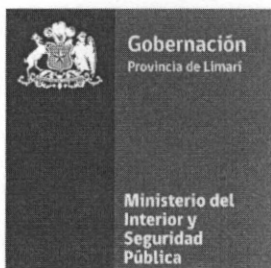 Gobernación
Provincia de Limarí
Ministerio del
Interior y
Seguridad
Pública